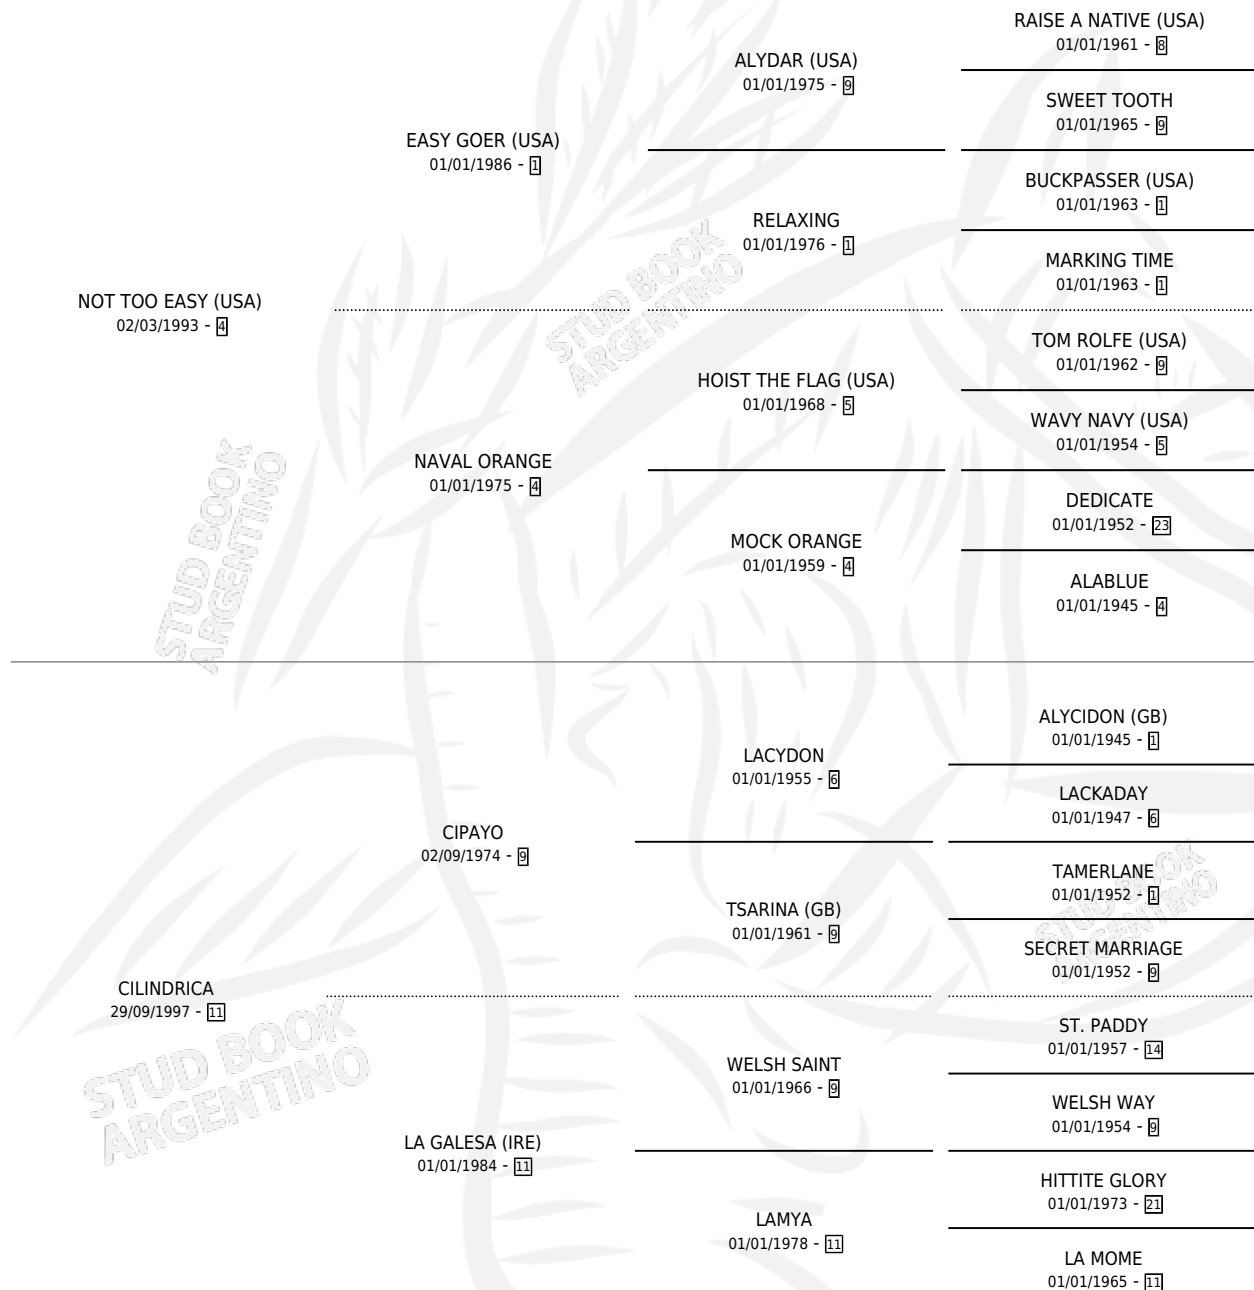 RAISE A NATIVE (USA)
01/01/1961 - 8
ALYDAR (USA)
01/01/1975 - 9
SWEET TOOTH
01/01/1965 - 9
EASY GOER (USA)
01/01/1986 - 1
BUCKPASSER (USA)
01/01/1963 - 1
RELAXING
01/01/1976 - 1
MARKING TIME
01/01/1963 - 1
NOT TOO EASY (USA)
02/03/1993 - 4
TOM ROLFE (USA)
01/01/1962 - 9
HOIST THE FLAG (USA)
01/01/1968 - 5
WAVY NAVY (USA)
01/01/1954 - 5
NAVAL ORANGE
01/01/1975 - 4
DEDICATE
01/01/1952 - 23
MOCK ORANGE
01/01/1959 - 4
ALABLUE
01/01/1945 - 4
STUD BOOK
ARGENTINO
STUD BOOK
ARGENTINO
ALYCIDON (GB)
01/01/1945 - 1
LACYDON
01/01/1955 - 6
LACKADAY
01/01/1947 - 6
CIPAYO
02/09/1974 - 9
TAMERLANE
01/01/1952 - 1
TSARINA (GB)
01/01/1961 - 9
SECRET MARRIAGE
01/01/1952 - 9
STUD BOOK
ARGENTINO
CILINDRICA
29/09/1997 - 11
ST. PADDY
01/01/1957 - 14
WELSH SAINT
01/01/1966 - 9
WELSH WAY
01/01/1954 - 9
STUD BOOK
ARGENTINO
LA GALESA (IRE)
01/01/1984 - 11
HITTITE GLORY
01/01/1973 - 21
LAMYA
01/01/1978 - 11
LA MOME
01/01/1965 - 11